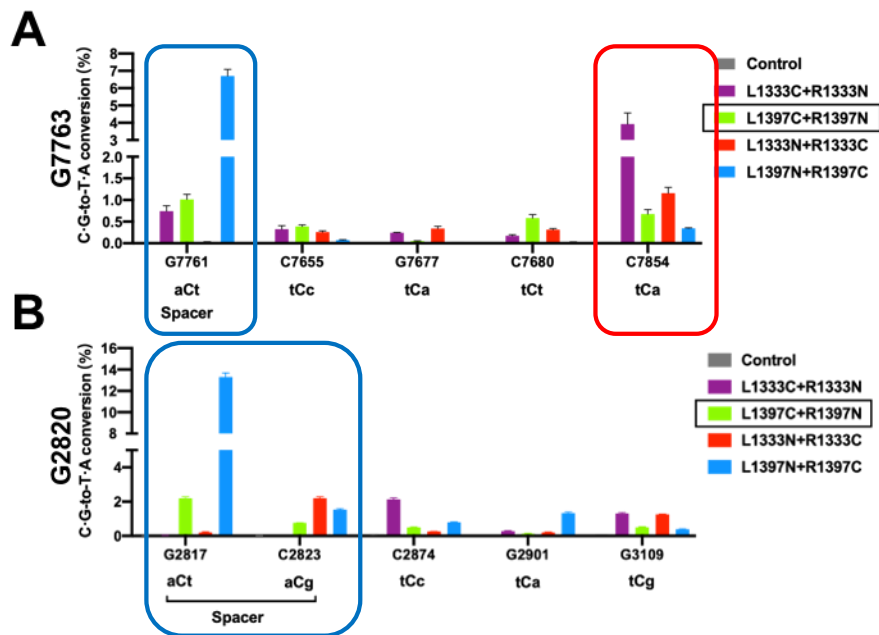 A
G7763
C·G-to-T·A conversion (%)
8
7
6
5
4
3
2.0
1.5
1.0
0.5
0.0
G7761 C7655 G7677 C7680 C7854
aCt tCc tCa tCt tCa
Spacer
Control
L1333C+R1333N
L1397C+R1397N
L1333N+R1333C
L1397N+R1397C
B
G2820
C·G-to-T·A conversion (%)
16
14
12
10
8
4
2
0
G2817 C2823 C2874 G2901 G3109
aCt aCg tCc tCa tCg
Spacer
Control
L1333C+R1333N
L1397C+R1397N
L1333N+R1333C
L1397N+R1397C